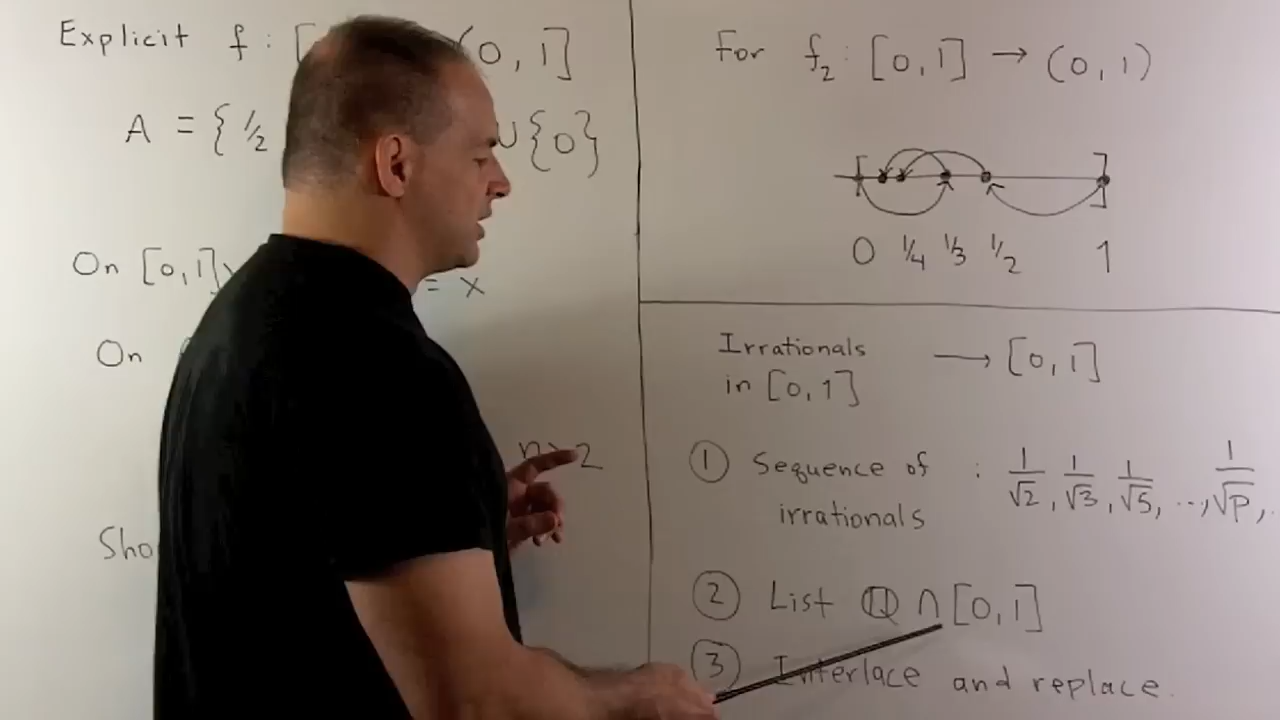 Explicit f : [ (0, 1]
A = { 1/2 ∪ {0}
On [0,1] \ = x
On
n > 2
Sho
For f₂ : [0,1] → (0,1)
[ ]
0 1/4 1/3 1/2 1
Irrationals → [0,1]
in [0,1]
① Sequence of : 1/√2, 1/√3, 1/√5, ..., 1/√p, .
irrationals
② List ℚ ∩ [0,1]
③ Interlace and replace.